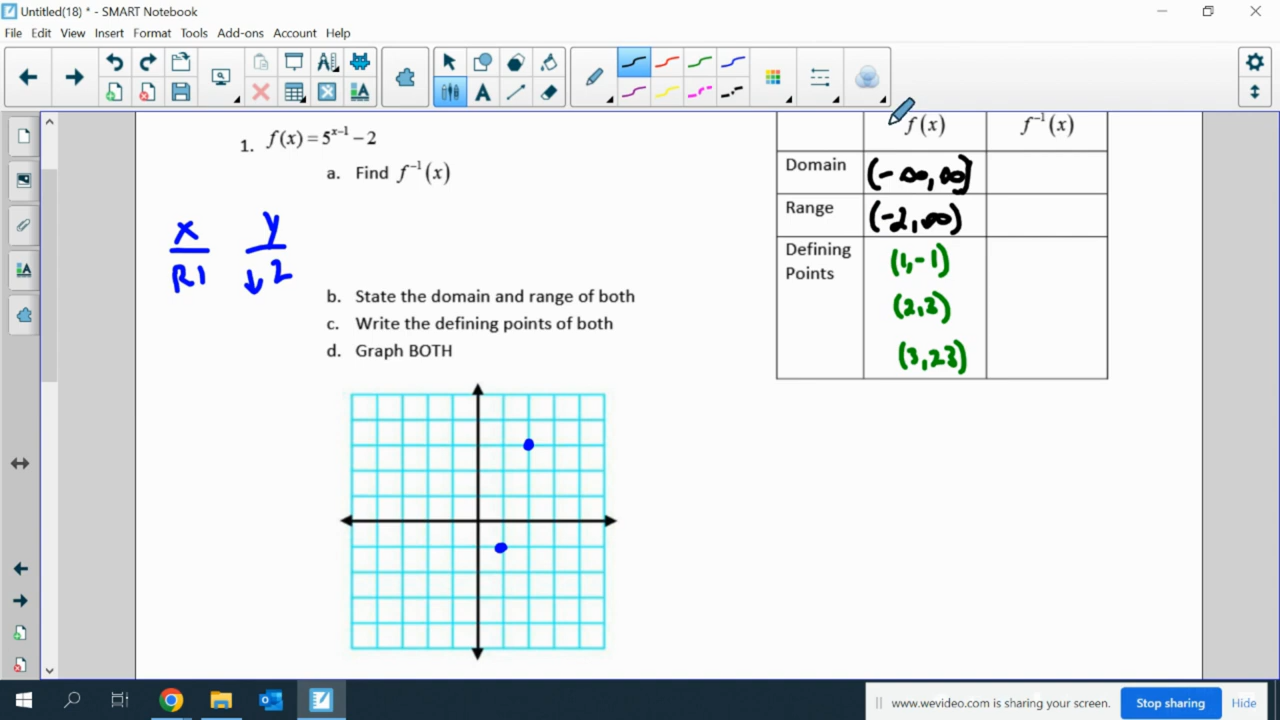 Untitled(18) * - SMART Notebook
File Edit View Insert Format Tools Add-ons Account Help
1. f(x) = 5^{x-1} - 2
a. Find f^{-1}(x)
x y
R1 ↓2
b. State the domain and range of both
c. Write the defining points of both
d. Graph BOTH
f(x) f^{-1}(x)
Domain (-∞,∞)
Range (-2,∞)
Defining Points
(1,-1)
(2,3)
(3,23)
www.wevideo.com is sharing your screen. Stop sharing Hide